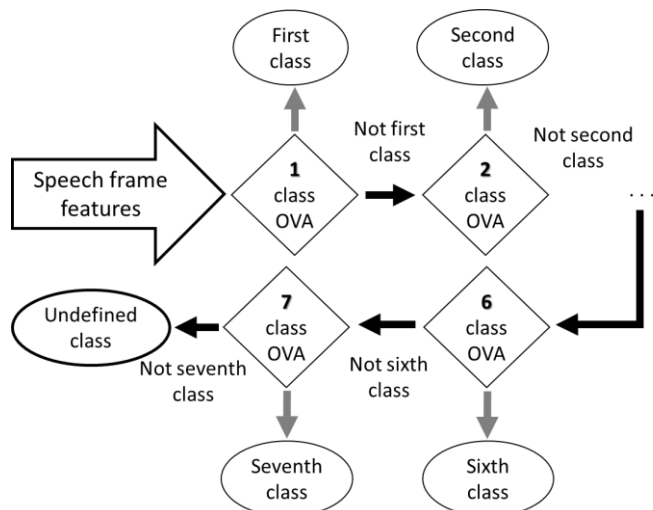 First
class
Second
class
Not first
class
Not second
class
Speech frame
features
1
class
OVA
2
class
OVA
. . .
Undefined
class
7
class
OVA
6
class
OVA
Not seventh
class
Not sixth
class
Seventh
class
Sixth
class